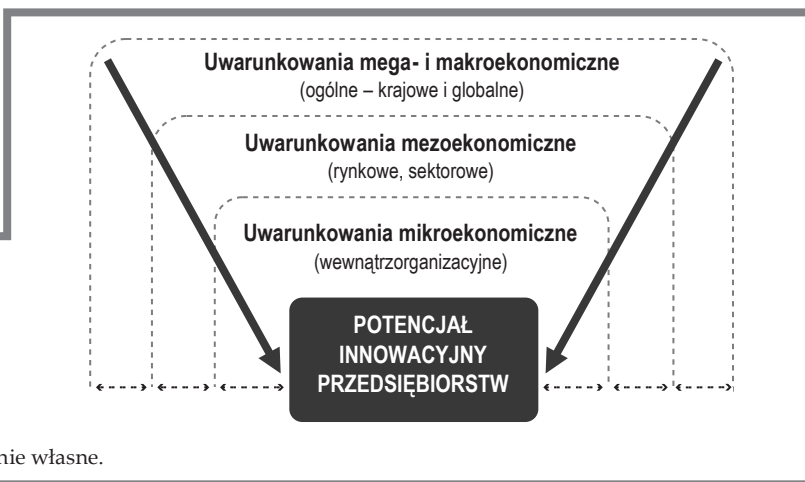 Uwarunkowania mega- i makroekonomiczne
(ogólne – krajowe i globalne)
Uwarunkowania mezoekonomiczne
(rynkowe, sektorowe)
Uwarunkowania mikroekonomiczne
(wewnątrzorganizacyjne)
POTENCJAŁ
INNOWACYJNY
PRZEDSIĘBIORSTW
nie własne.